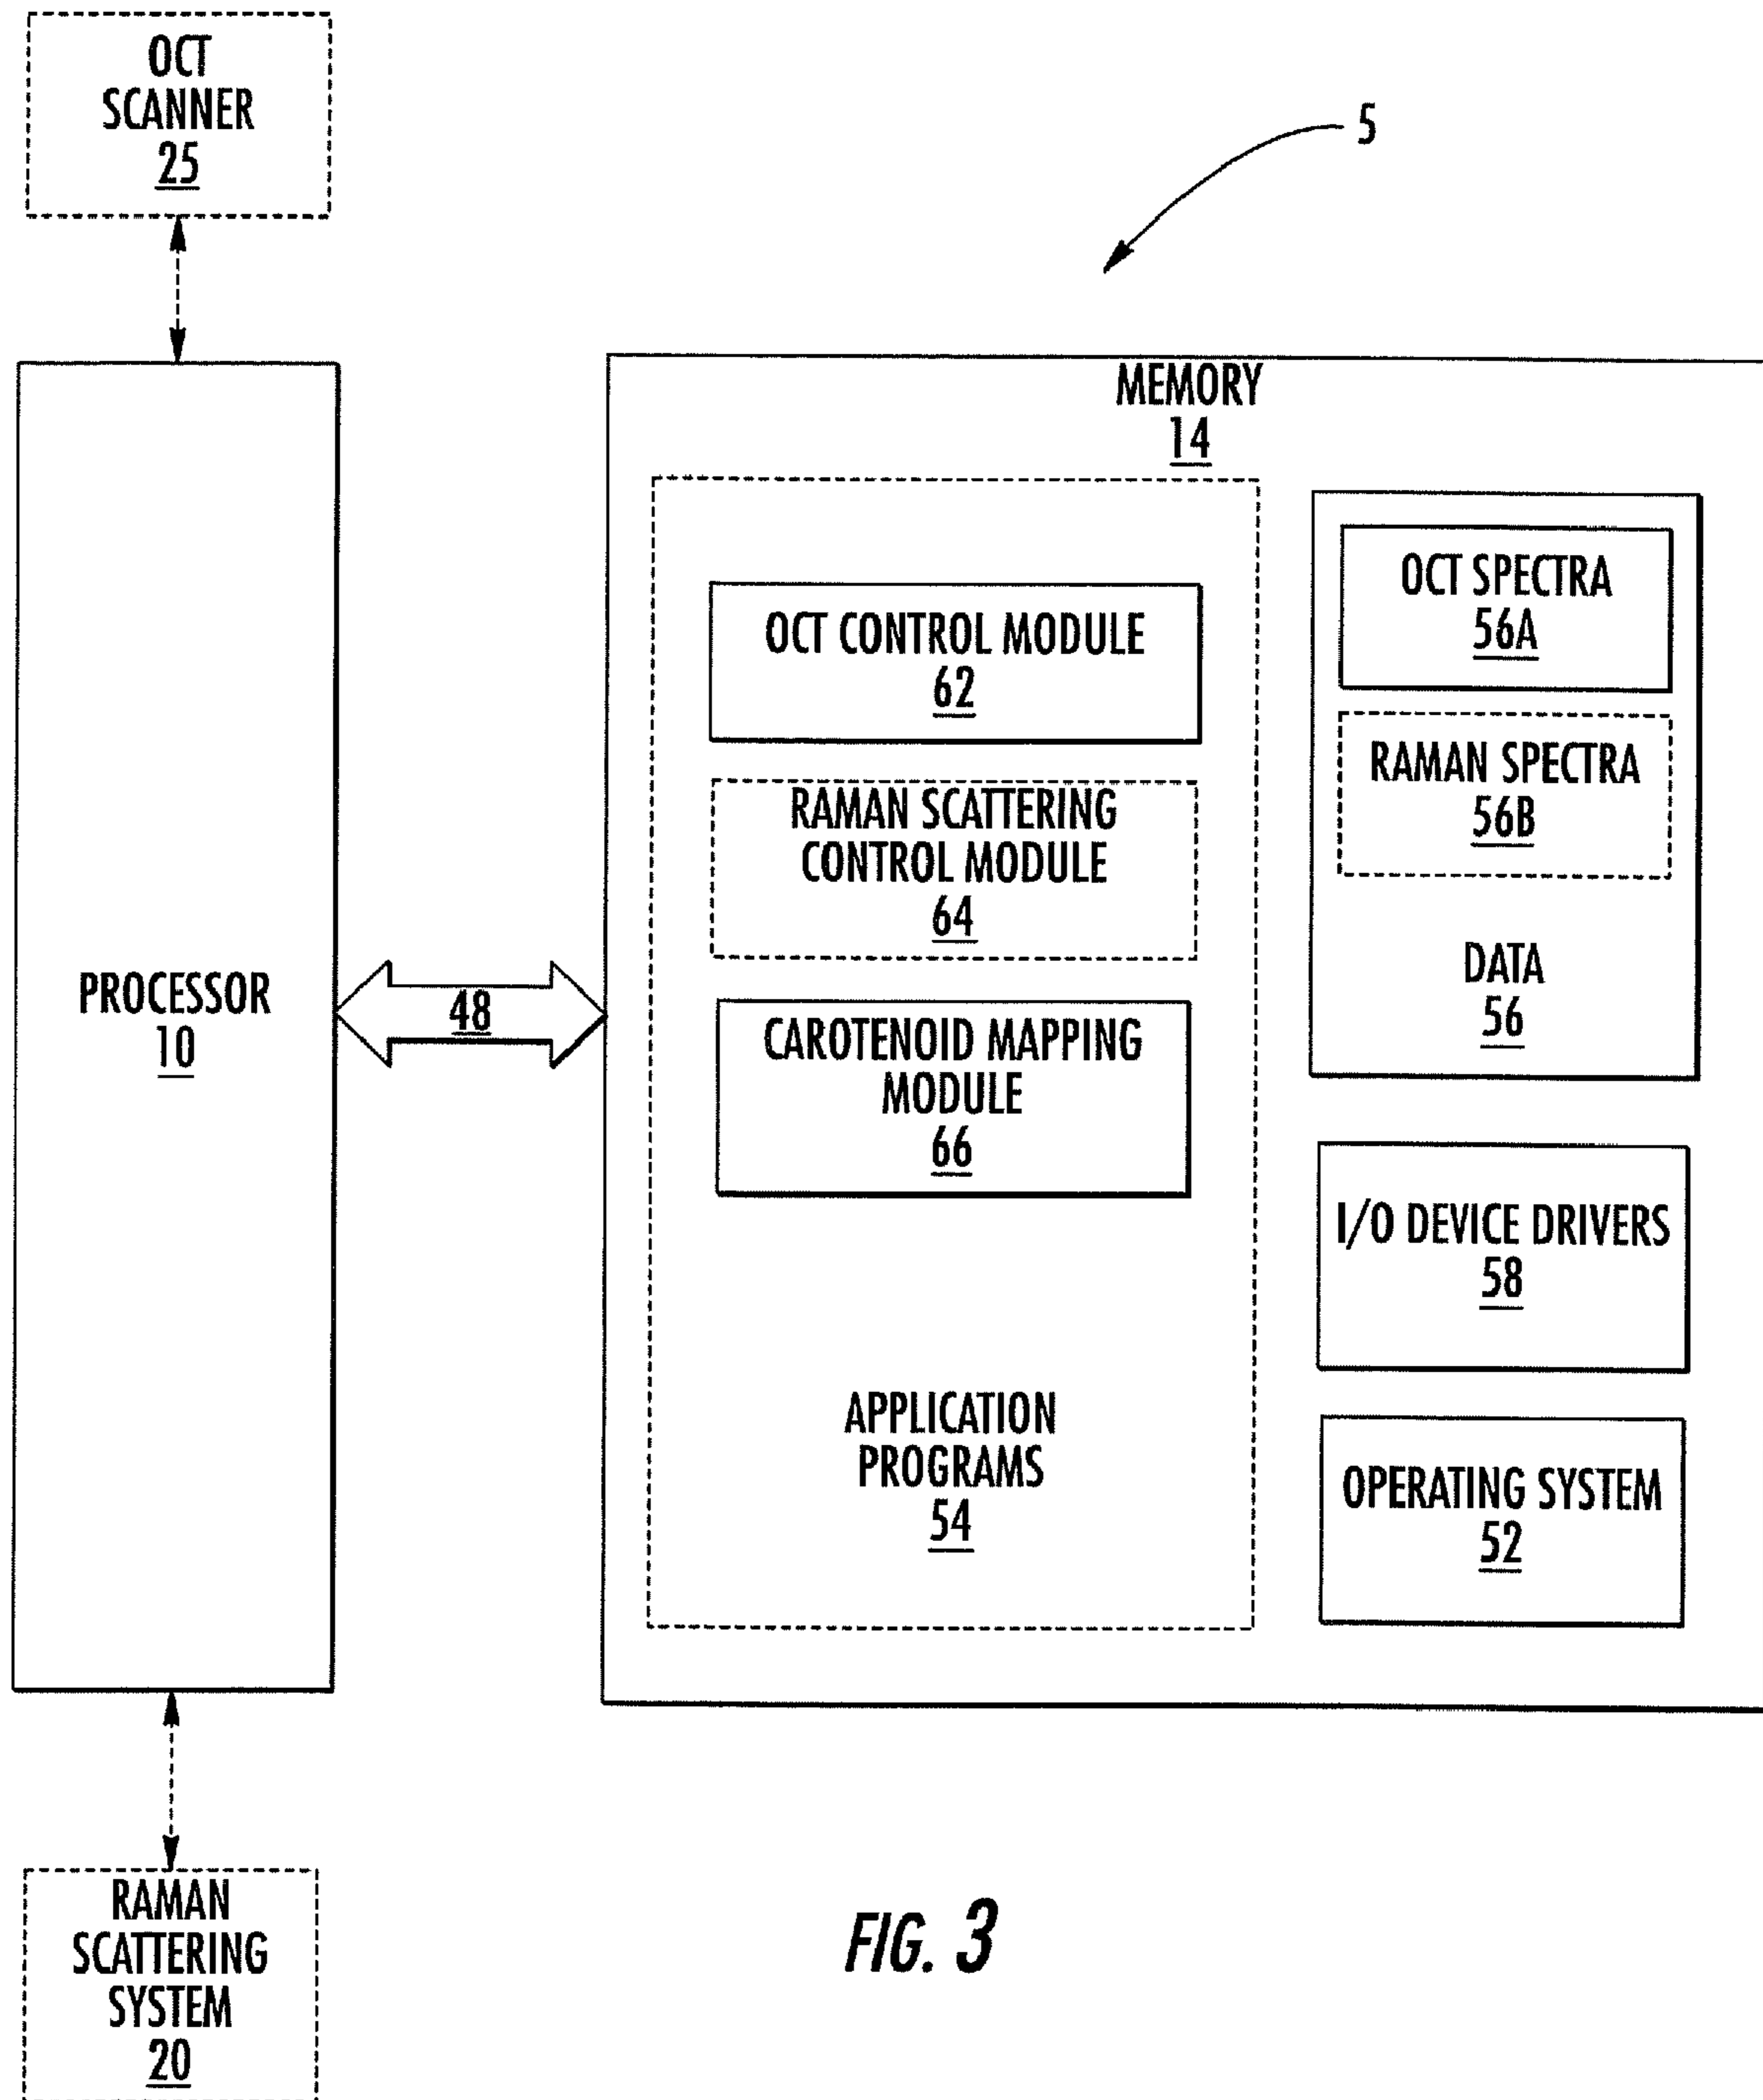 OCT
SCANNER
25
5
PROCESSOR
10
48
MEMORY
14
OCT CONTROL MODULE
62
RAMAN SCATTERING
CONTROL MODULE
64
CAROTENOID MAPPING
MODULE
66
APPLICATION
PROGRAMS
54
OCT SPECTRA
56A
RAMAN SPECTRA
56B
DATA
56
I/O DEVICE DRIVERS
58
OPERATING SYSTEM
52
RAMAN
SCATTERING
SYSTEM
20
FIG. 3